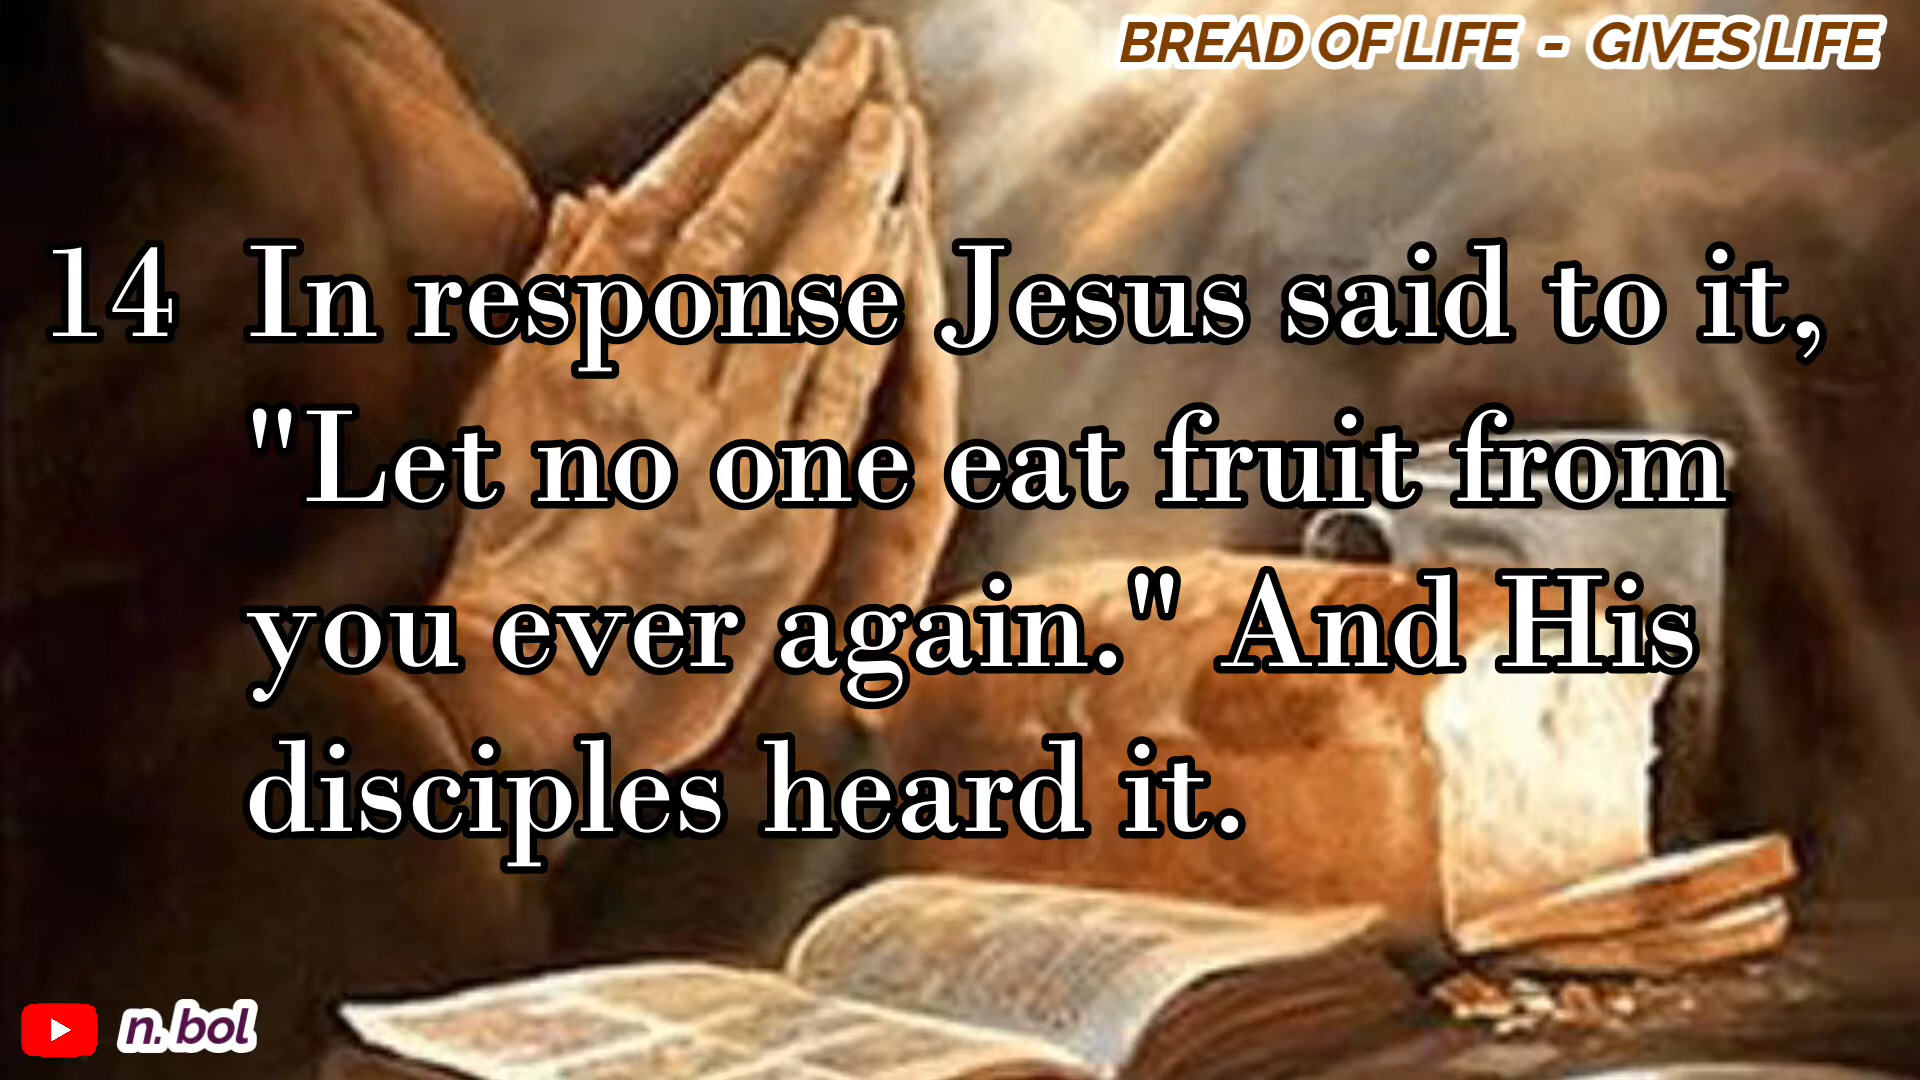 BREAD OF LIFE - GIVES LIFE
14 In response Jesus said to it,
"Let no one eat fruit from
you ever again." And His
disciples heard it.
n. bol